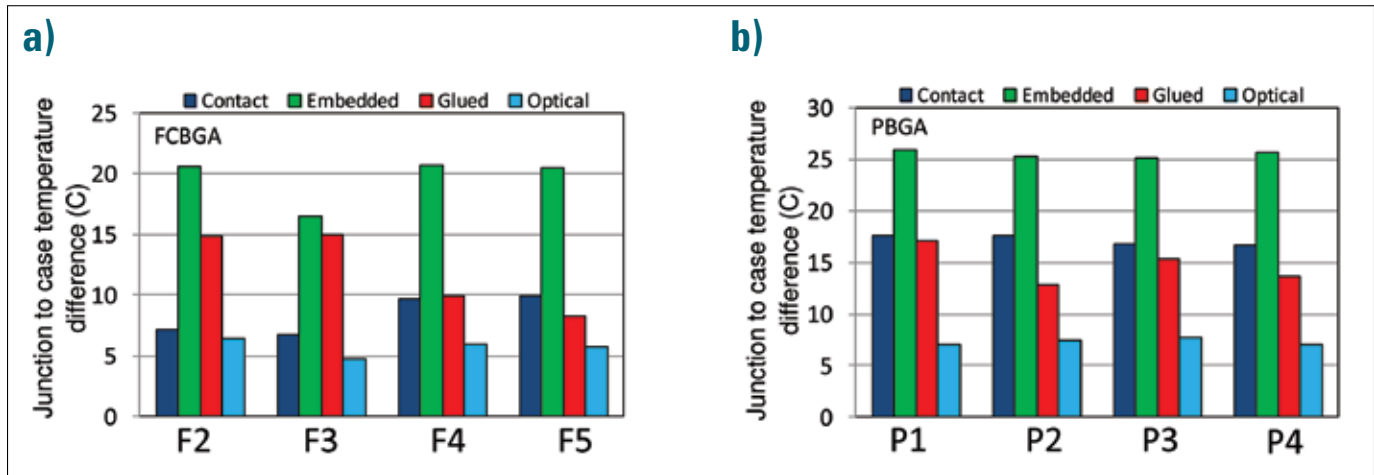 a)
Contact Embedded Glued Optical
Junction to case temperature
difference (C)
25
20
15
10
5
0
FCBGA
F2 F3 F4 F5
b)
Contact Embedded Glued Optical
Junction to case temperature
difference (C)
30
25
20
15
10
5
0
PBGA
P1 P2 P3 P4